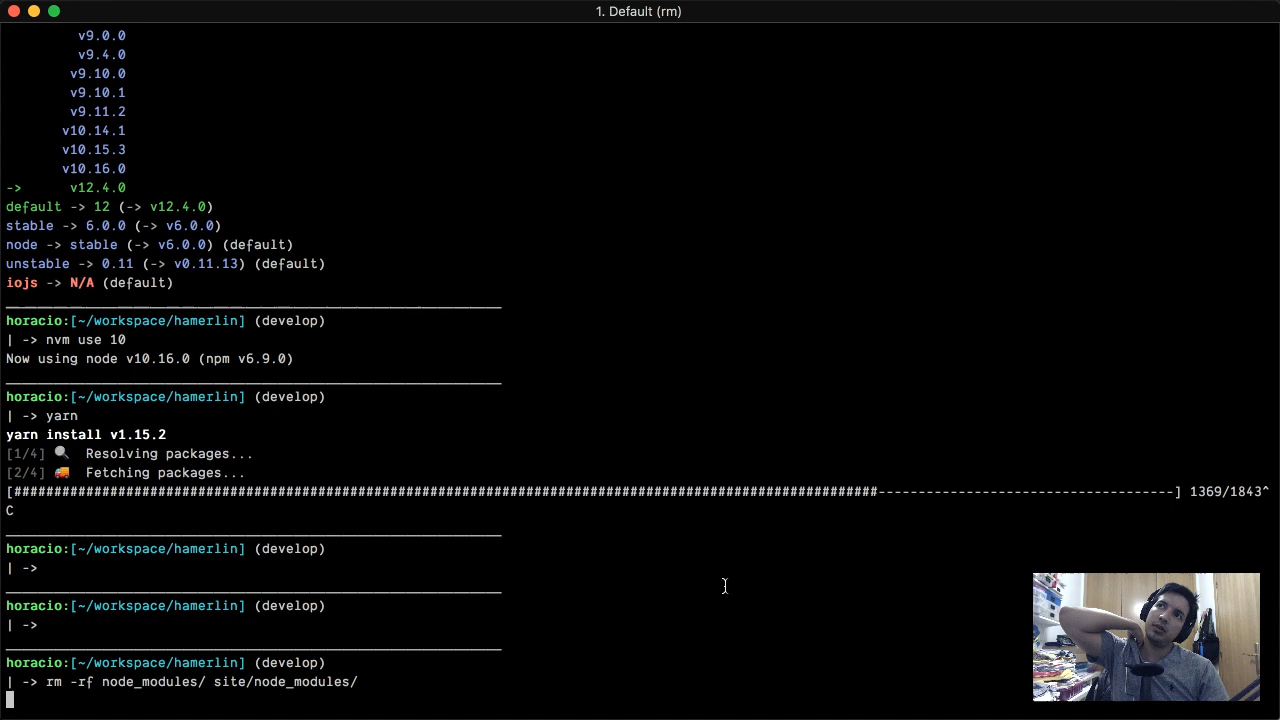 1. Default (rm)
v9.0.0
v9.4.0
v9.10.0
v9.10.1
v9.11.2
v10.14.1
v10.15.3
v10.16.0
-> v12.4.0
default -> 12 (-> v12.4.0)
stable -> 6.0.0 (-> v6.0.0)
node -> stable (-> v6.0.0) (default)
unstable -> 0.11 (-> v0.11.13) (default)
iojs -> N/A (default)
horacio:[~/workspace/hamerlin] (develop)
| -> nvm use 10
Now using node v10.16.0 (npm v6.9.0)
horacio:[~/workspace/hamerlin] (develop)
| -> yarn
yarn install v1.15.2
[1/4] 🔍 Resolving packages...
[2/4] 🚚 Fetching packages...
[############################################################################################################-------------------------------------] 1369/1843^
C
horacio:[~/workspace/hamerlin] (develop)
| ->
horacio:[~/workspace/hamerlin] (develop)
| ->
horacio:[~/workspace/hamerlin] (develop)
| -> rm -rf node_modules/ site/node_modules/